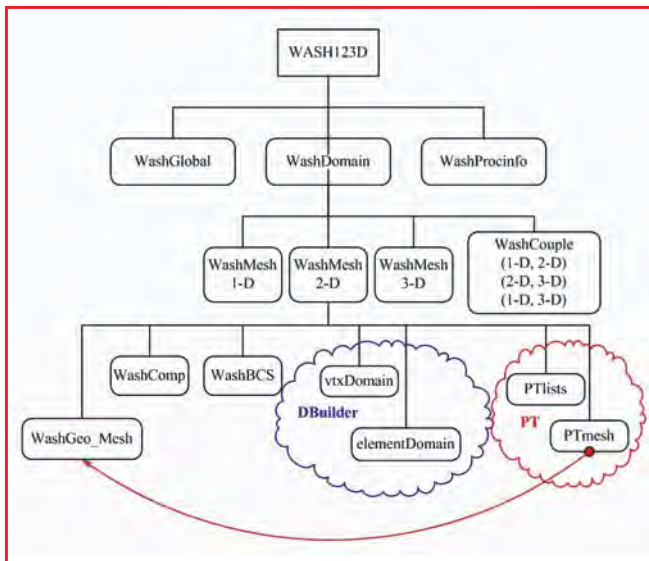 WASH123D
WashGlobal
WashDomain
WashProcinfo
WashMesh
1-D
WashMesh
2-D
WashMesh
3-D
WashCouple
(1-D, 2-D)
(2-D, 3-D)
(1-D, 3-D)
WashComp
WashBCS
vtxDomain
PTlists
DBuilder
PT
WashGeo_Mesh
elementDomain
PTmesh